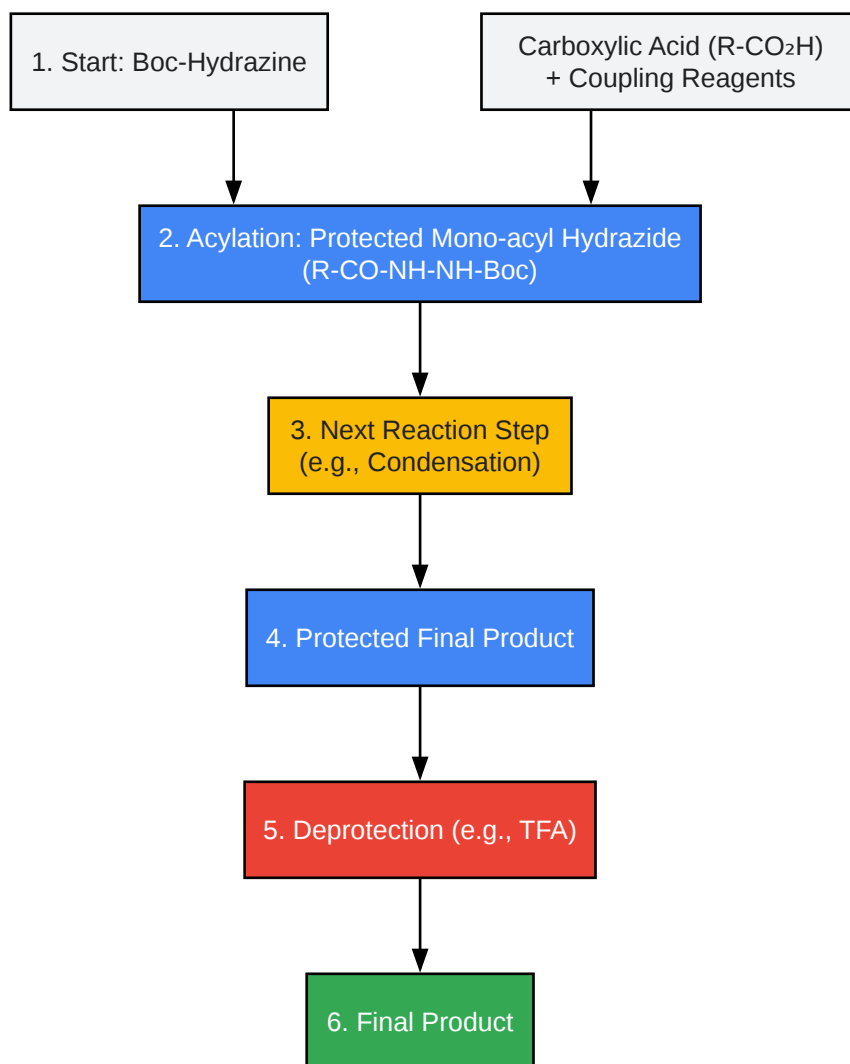 1. Start: Boc-Hydrazine
Carboxylic Acid (R-CO₂H)
+ Coupling Reagents
2. Acylation: Protected Mono-acyl Hydrazide
(R-CO-NH-NH-Boc)
3. Next Reaction Step
(e.g., Condensation)
4. Protected Final Product
5. Deprotection (e.g., TFA)
6. Final Product